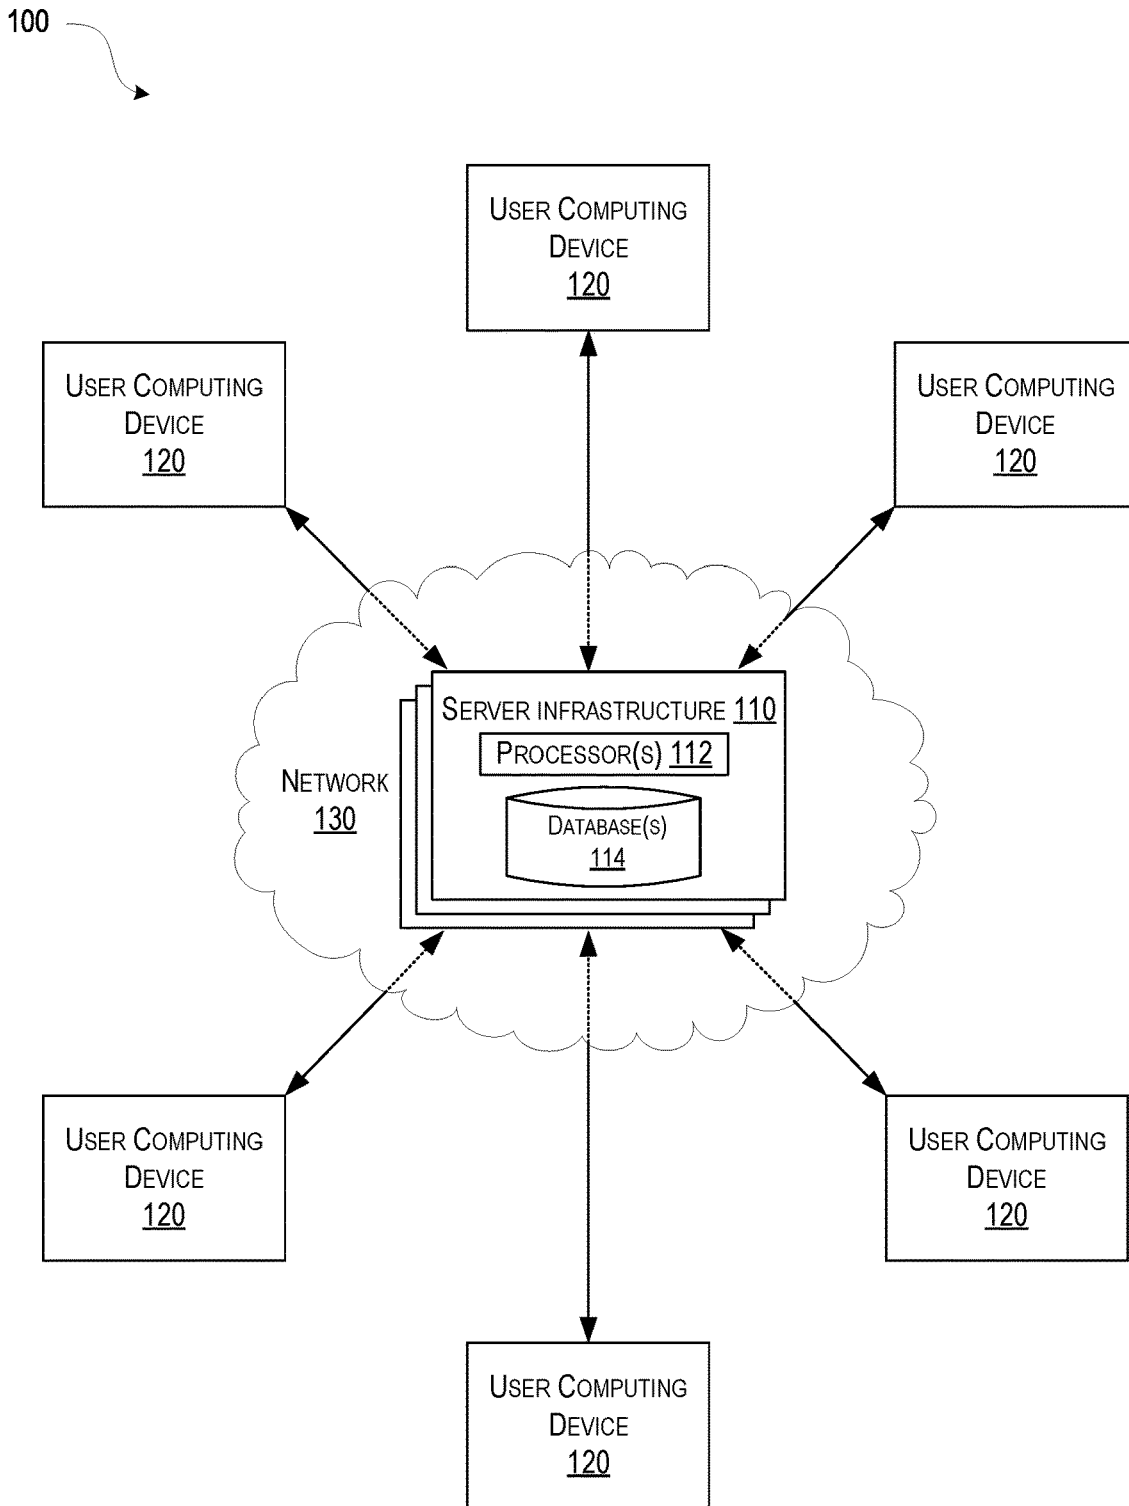 100
User Computing
Device
120
User Computing
Device
120
User Computing
Device
120
Server infrastructure 110
Processor(s) 112
Network
130
Database(s)
114
User Computing
Device
120
User Computing
Device
120
User Computing
Device
120